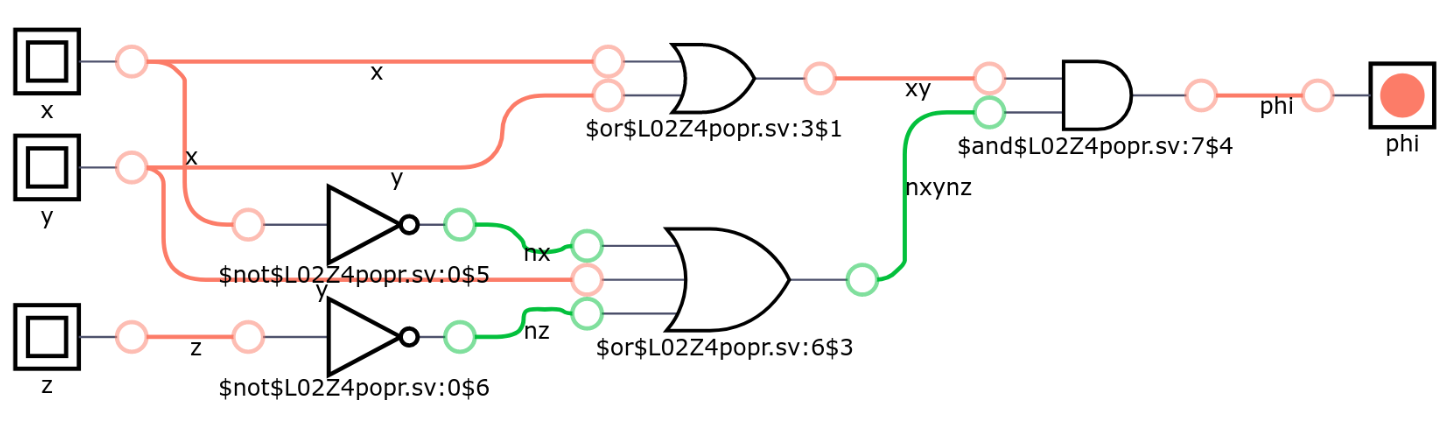 x
x
$or$L02Z4popr.sv:3$1
xy
phi
phi
$and$L02Z4popr.sv:7$4
x
y
y
nxynz
nx
$not$L02Z4popr.sv:0$5
y
nz
z
z
$or$L02Z4popr.sv:6$3
$not$L02Z4popr.sv:0$6